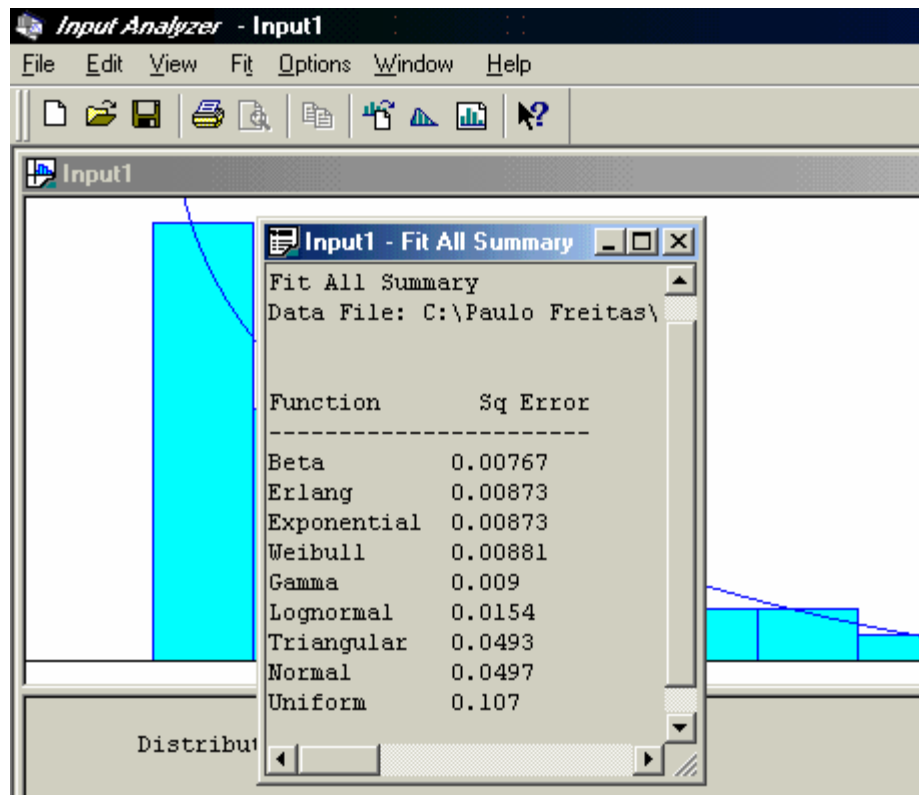 Input Analyzer - Input1
File Edit View Fit Options Window Help
Input1
Input1 - Fit All Summary
Fit All Summary
Data File: C:\Paulo Freitas\
Function Sq Error
-----------------------
Beta 0.00767
Erlang 0.00873
Exponential 0.00873
Weibull 0.00881
Gamma 0.009
Lognormal 0.0154
Triangular 0.0493
Normal 0.0497
Uniform 0.107
Distribut